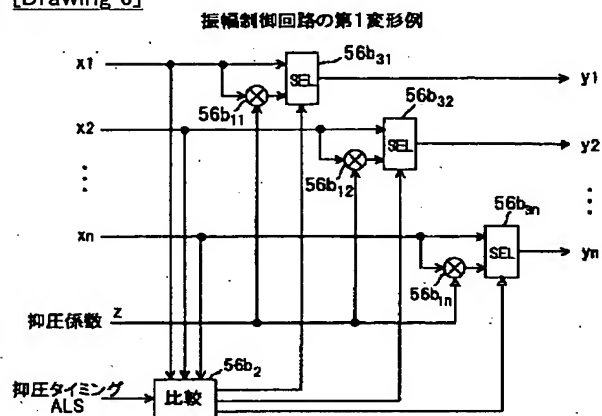 [Drawing 6]
振幅制御回路の第1変形例
x1
56b31
SEL
y1
56b11
56b32
x2
SEL
y2
56b12
⋮
56b3n
⋮
xn
SEL
yn
56b1n
抑圧係数 z
56b2
抑圧タイミング
ALS
比較